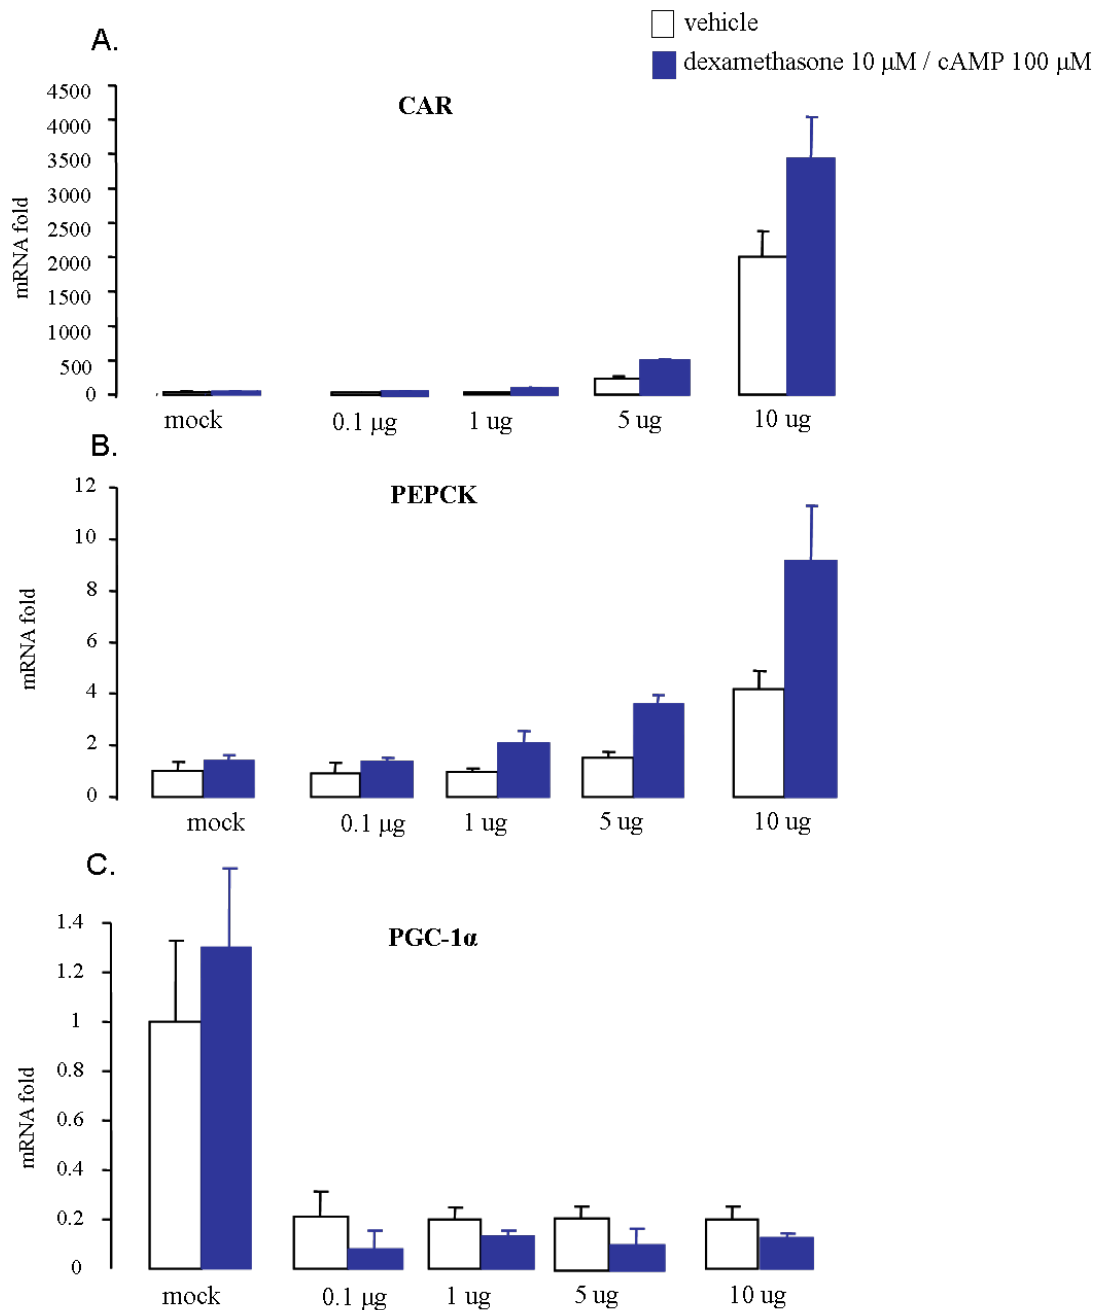 A.
vehicle
dexamethasone 10 μM / cAMP 100 μM
CAR
mRNA fold
4500
4000
3500
3000
2500
2000
1500
1000
500
0
mock
0.1 μg
1 ug
5 ug
10 ug
B.
PEPCK
mRNA fold
12
10
8
6
4
2
0
mock
0.1 μg
1 ug
5 ug
10 ug
C.
PGC-1α
mRNA fold
1.4
1.2
1
0.8
0.6
0.4
0.2
0
mock
0.1 μg
1 ug
5 ug
10 ug